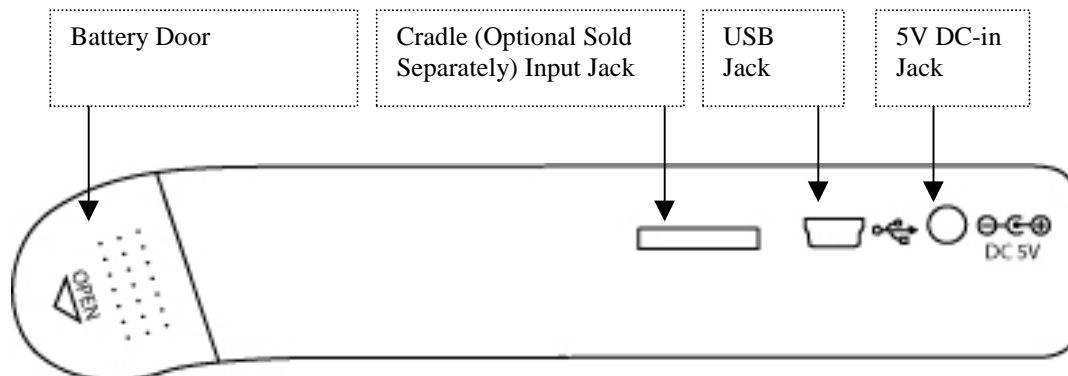 Battery Door
Cradle (Optional Sold
Separately) Input Jack
USB
Jack
5V DC-in
Jack
OPEN
DC 5V